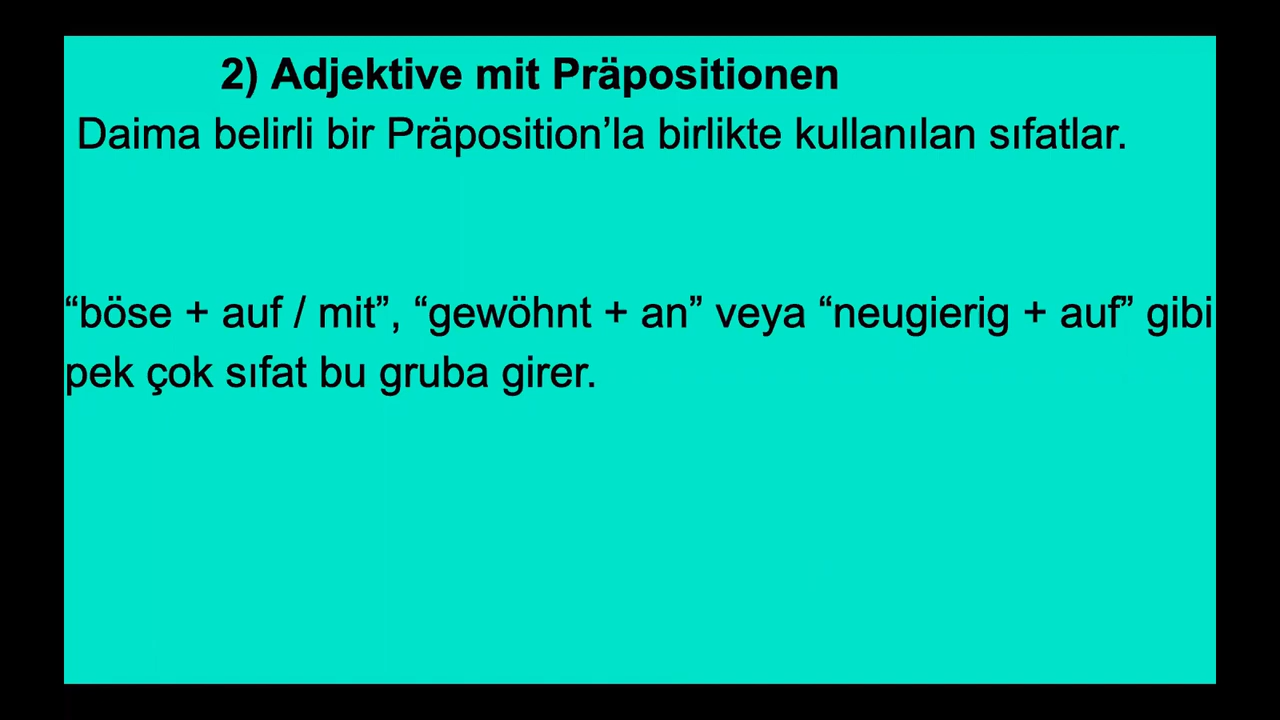 2) Adjektive mit Präpositionen
Daima belirli bir Präposition’la birlikte kullanılan sıfatlar.
“böse + auf / mit”, “gewöhnt + an” veya “neugierig + auf” gibi
pek çok sıfat bu gruba girer.